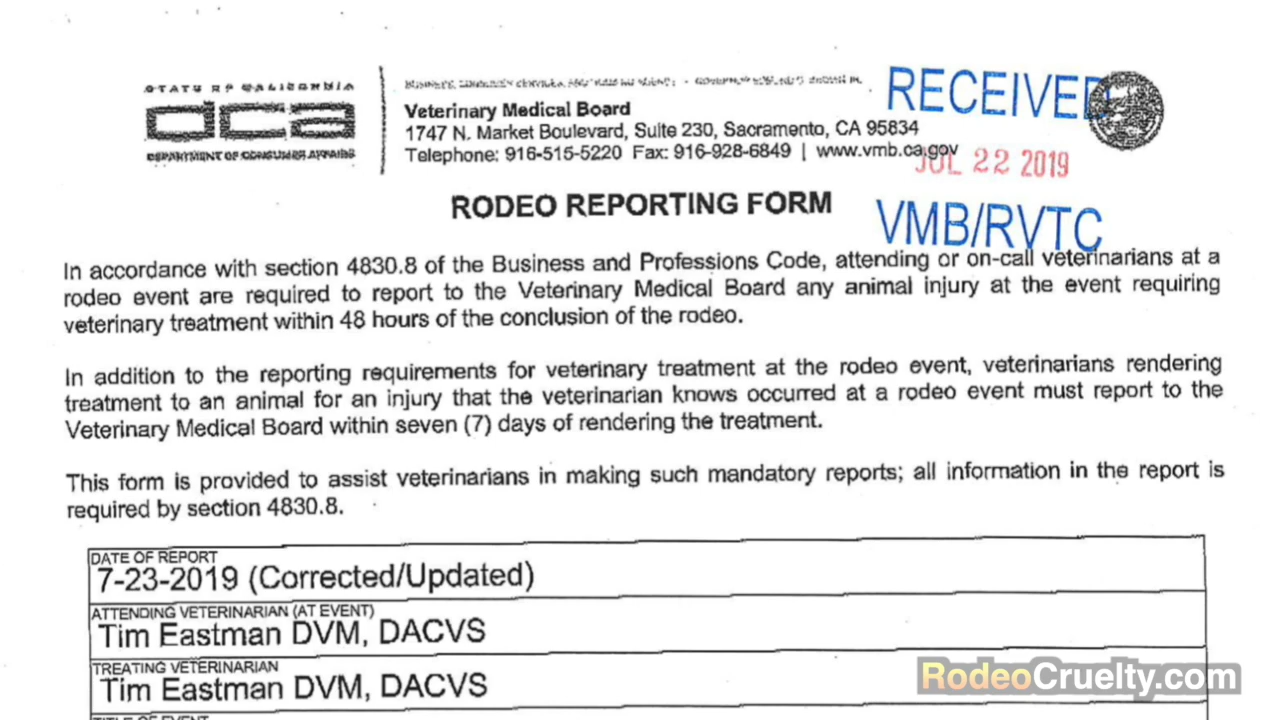 STATE OF CALIFORNIA
dca
DEPARTMENT OF CONSUMER AFFAIRS
Veterinary Medical Board
1747 N. Market Boulevard, Suite 230, Sacramento, CA 95834
Telephone: 916-515-5220 Fax: 916-928-6849 | www.vmb.ca.gov
RECEIVED
JUL 22 2019
VMB/RVTC
RODEO REPORTING FORM
In accordance with section 4830.8 of the Business and Professions Code, attending or on-call veterinarians at a
rodeo event are required to report to the Veterinary Medical Board any animal injury at the event requiring
veterinary treatment within 48 hours of the conclusion of the rodeo.
In addition to the reporting requirements for veterinary treatment at the rodeo event, veterinarians rendering
treatment to an animal for an injury that the veterinarian knows occurred at a rodeo event must report to the
Veterinary Medical Board within seven (7) days of rendering the treatment.
This form is provided to assist veterinarians in making such mandatory reports; all information in the report is
required by section 4830.8.
DATE OF REPORT
7-23-2019 (Corrected/Updated)
ATTENDING VETERINARIAN (AT EVENT)
Tim Eastman DVM, DACVS
TREATING VETERINARIAN
Tim Eastman DVM, DACVS
TITLE OF EVENT
RodeoCruelty.com